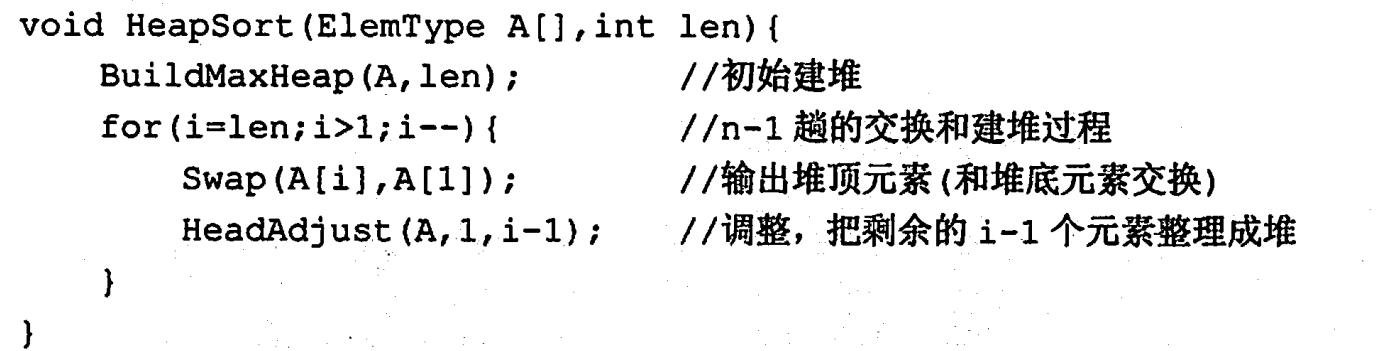 void HeapSort(ElemType A[],int len){
BuildMaxHeap(A,len); //初始建堆
for(i=len;i>1;i--){ //n-1趟的交换和建堆过程
Swap(A[i],A[1]); //输出堆顶元素(和堆底元素交换)
HeadAdjust(A,1,i-1); //调整，把剩余的i-1个元素整理成堆
}
}